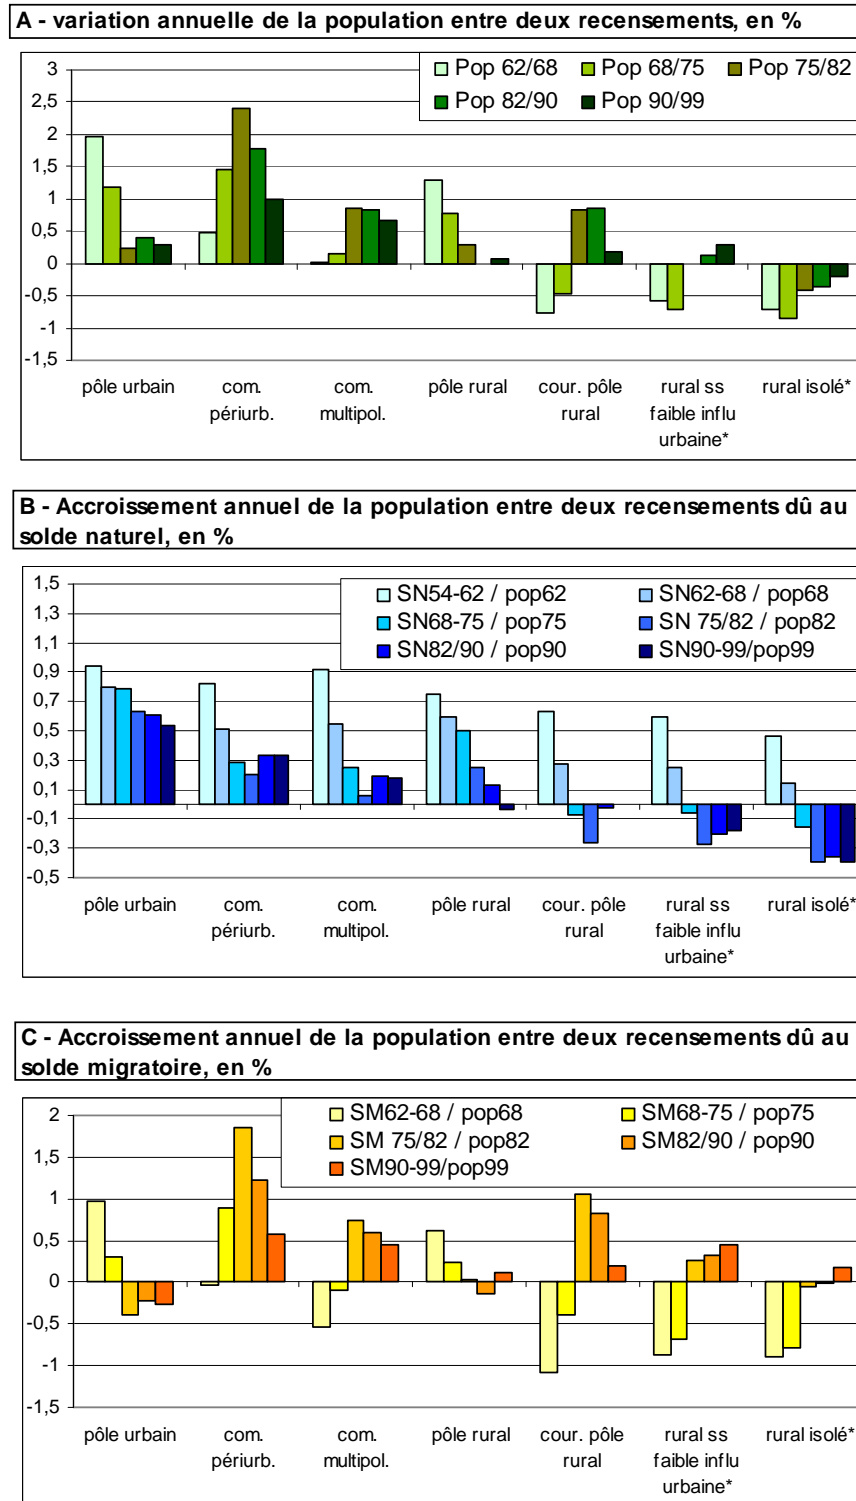 A - variation annuelle de la population entre deux recensements, en %
Pop 62/68 Pop 68/75 Pop 75/82
Pop 82/90 Pop 90/99
3
2,5
2
1,5
1
0,5
0
-0,5
-1
-1,5
pôle urbain com. périurb. com. multipol. pôle rural cour. pôle rural rural ss faible influ urbaine* rural isolé*
B - Accroissement annuel de la population entre deux recensements dû au
solde naturel, en %
SN54-62 / pop62 SN62-68 / pop68
SN68-75 / pop75 SN 75/82 / pop82
SN82/90 / pop90 SN90-99/pop99
1,5
1,3
1,1
0,9
0,7
0,5
0,3
0,1
-0,1
-0,3
-0,5
pôle urbain com. périurb. com. multipol. pôle rural cour. pôle rural rural ss faible influ urbaine* rural isolé*
C - Accroissement annuel de la population entre deux recensements dû au
solde migratoire, en %
SM62-68 / pop68 SM68-75 / pop75
SM 75/82 / pop82 SM82/90 / pop90
SM90-99/pop99
2
1,5
1
0,5
0
-0,5
-1
-1,5
pôle urbain com. périurb. com. multipol. pôle rural cour. pôle rural rural ss faible influ urbaine* rural isolé*